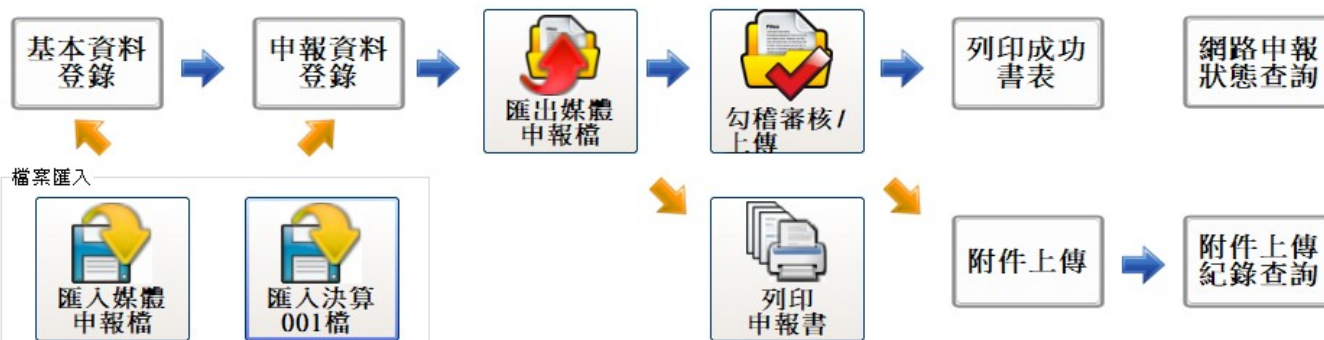 基本資料
登錄
申報資料
登錄
匯出媒體
申報檔
勾稽審核/
上傳
列印成功
書表
網路申報
狀態查詢
檔案匯入
匯入媒體
申報檔
匯入決算
001檔
列印
申報書
附件上傳
附件上傳
紀錄查詢